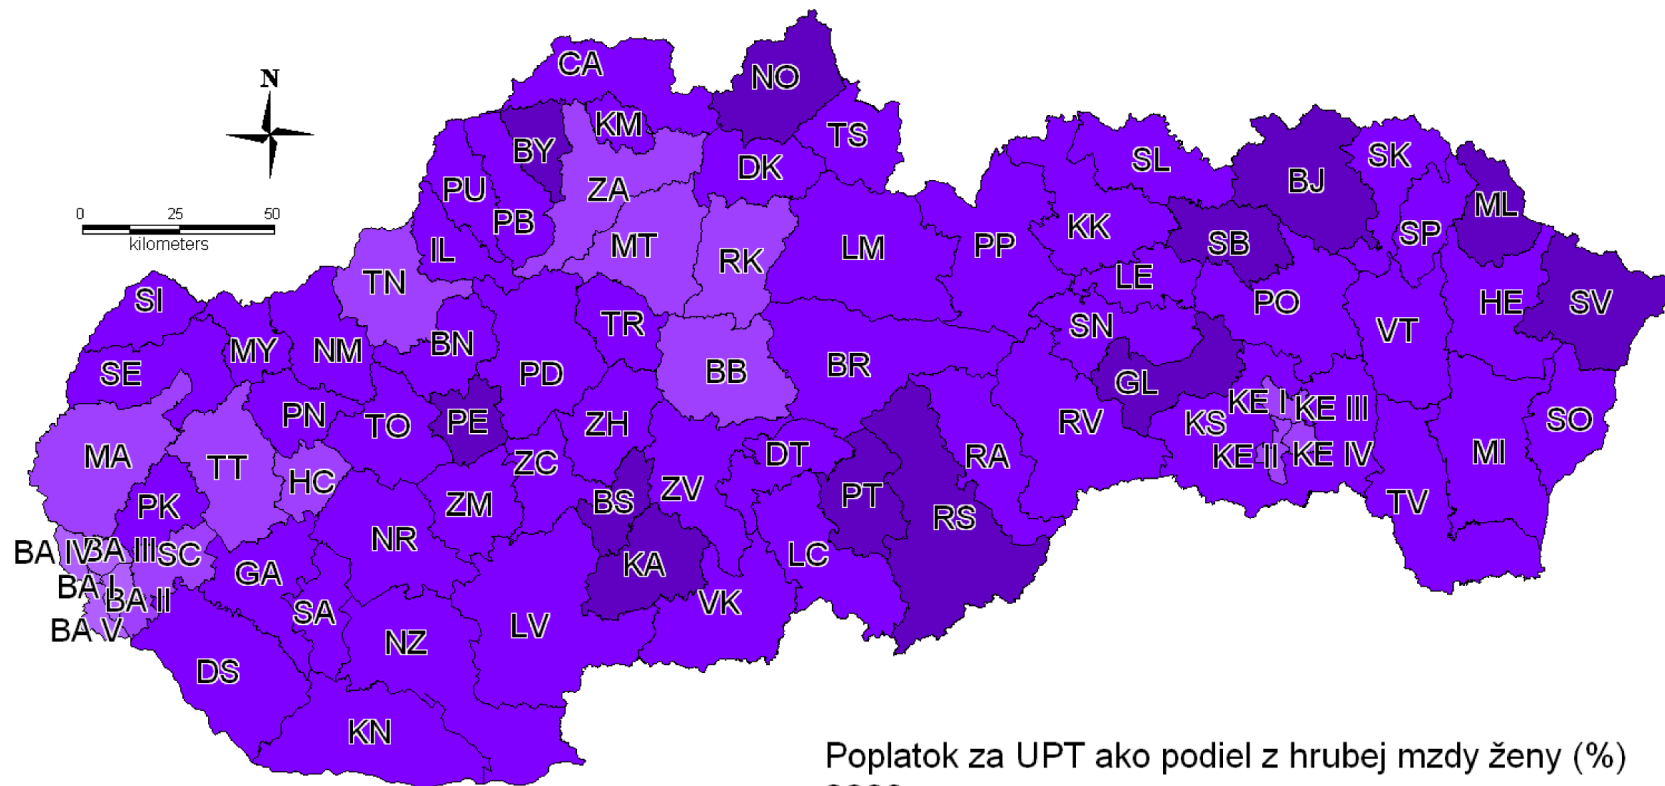 CA
NO
N
KM
TS
BY
DK
SL
SK
BJ
PU
ZA
ML
0 25 50
kilometers
PB
MT
RK
LM
PP
KK
SB
SP
IL
TN
LE
PO
HE
SV
SI
TR
SN
VT
MY
NM
BN
BR
SE
PD
BB
GL
KE I
KE III
PN
TO
PE
ZH
RV
KS
SO
MA
TT
HC
ZC
DT
RA
KE II
KE IV
MI
PK
ZM
BS
ZV
PT
RS
TV
BA IV
BA III
SC
NR
KA
LC
GA
BA I
BA II
SA
VK
BA V
NZ
LV
DS
KN
Poplatok za UPT ako podiel z hrubej mzdy ženy (%)